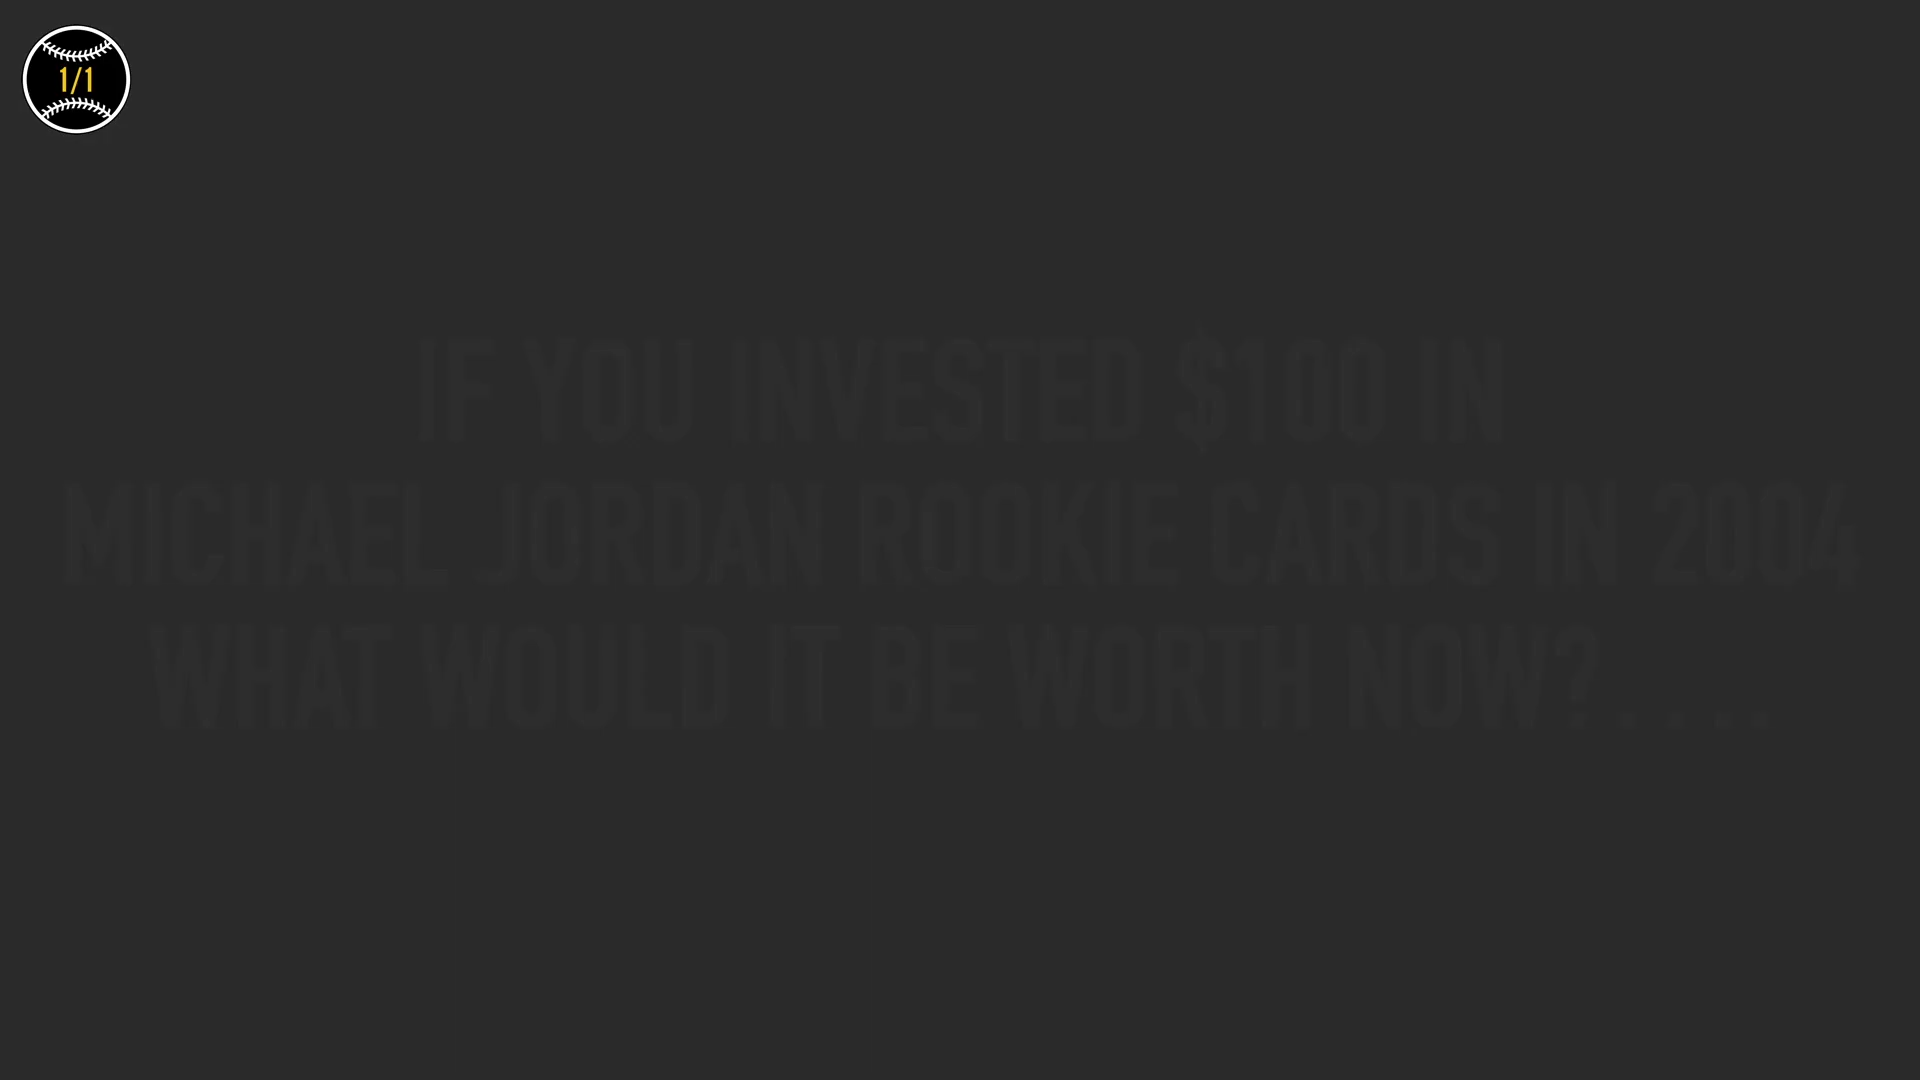 1/1
IF YOU INVESTED $100 IN
MICHAEL JORDAN ROOKIE CARDS IN 2004
WHAT WOULD IT BE WORTH NOW?....